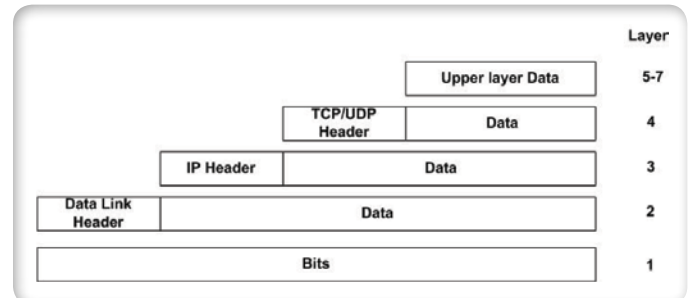 Layer
Upper layer Data 5-7
TCP/UDP
Header Data 4
IP Header Data 3
Data Link
Header Data 2
Bits 1